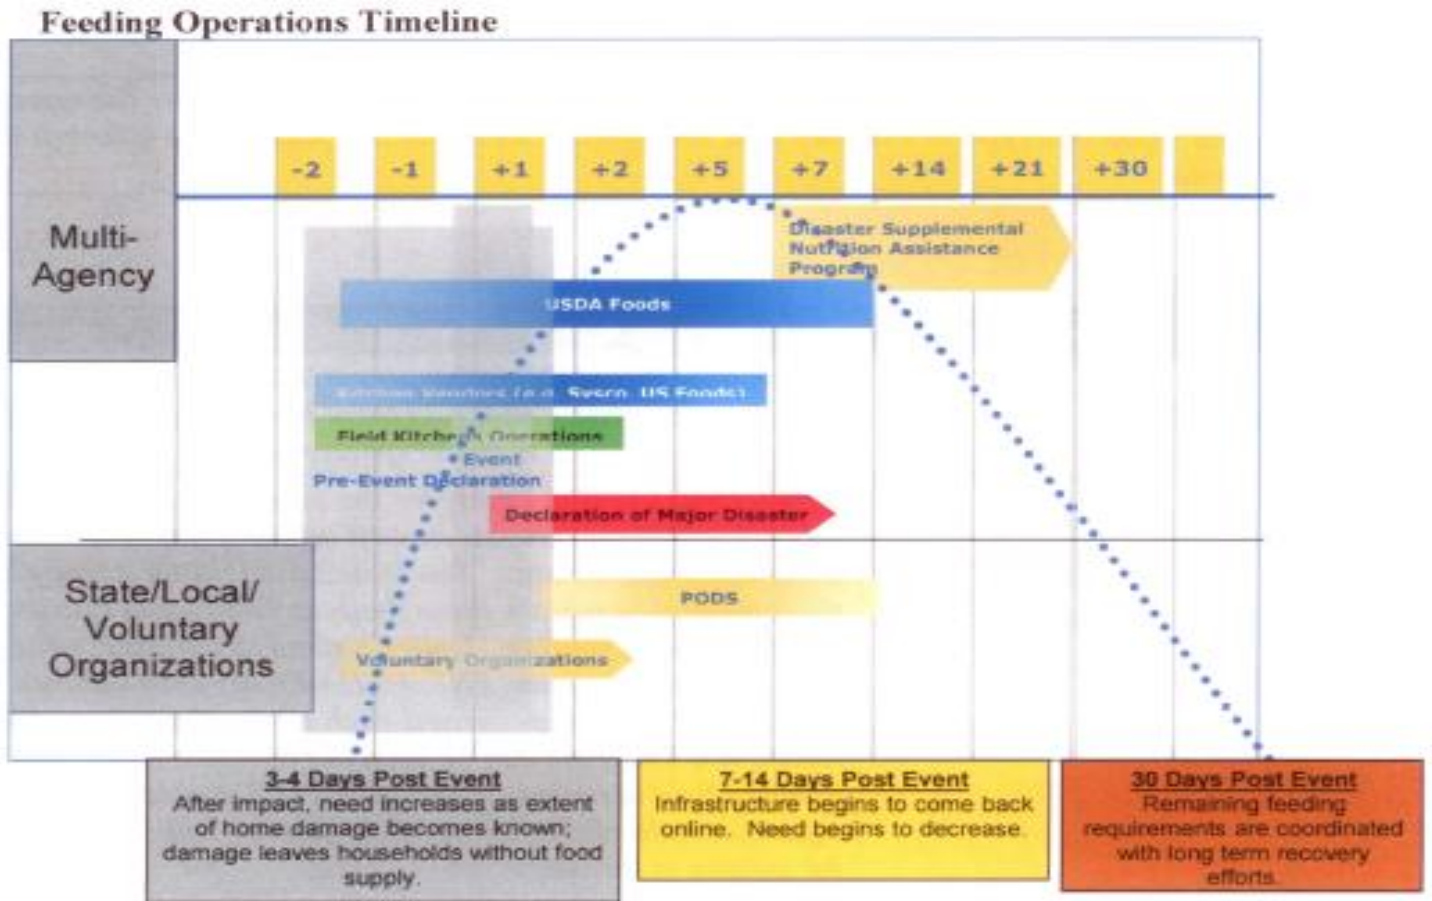 Feeding Operations Timeline
-2 -1 +1 +2 +5 +7 +14 +21 +30
Multi-
Agency
Disaster Supplemental
Nutrition Assistance
Program
USDA Foods
Kitchen Vendors (e.g. Sysco, US Foods)
Field Kitchens Operations
Event
Pre-Event Declaration
Declaration of Major Disaster
State/Local/
Voluntary
Organizations
PODS
Voluntary Organizations
3-4 Days Post Event
After impact, need increases as extent
of home damage becomes known;
damage leaves households without food
supply.
7-14 Days Post Event
Infrastructure begins to come back
online. Need begins to decrease.
30 Days Post Event
Remaining feeding
requirements are coordinated
with long term recovery
efforts.